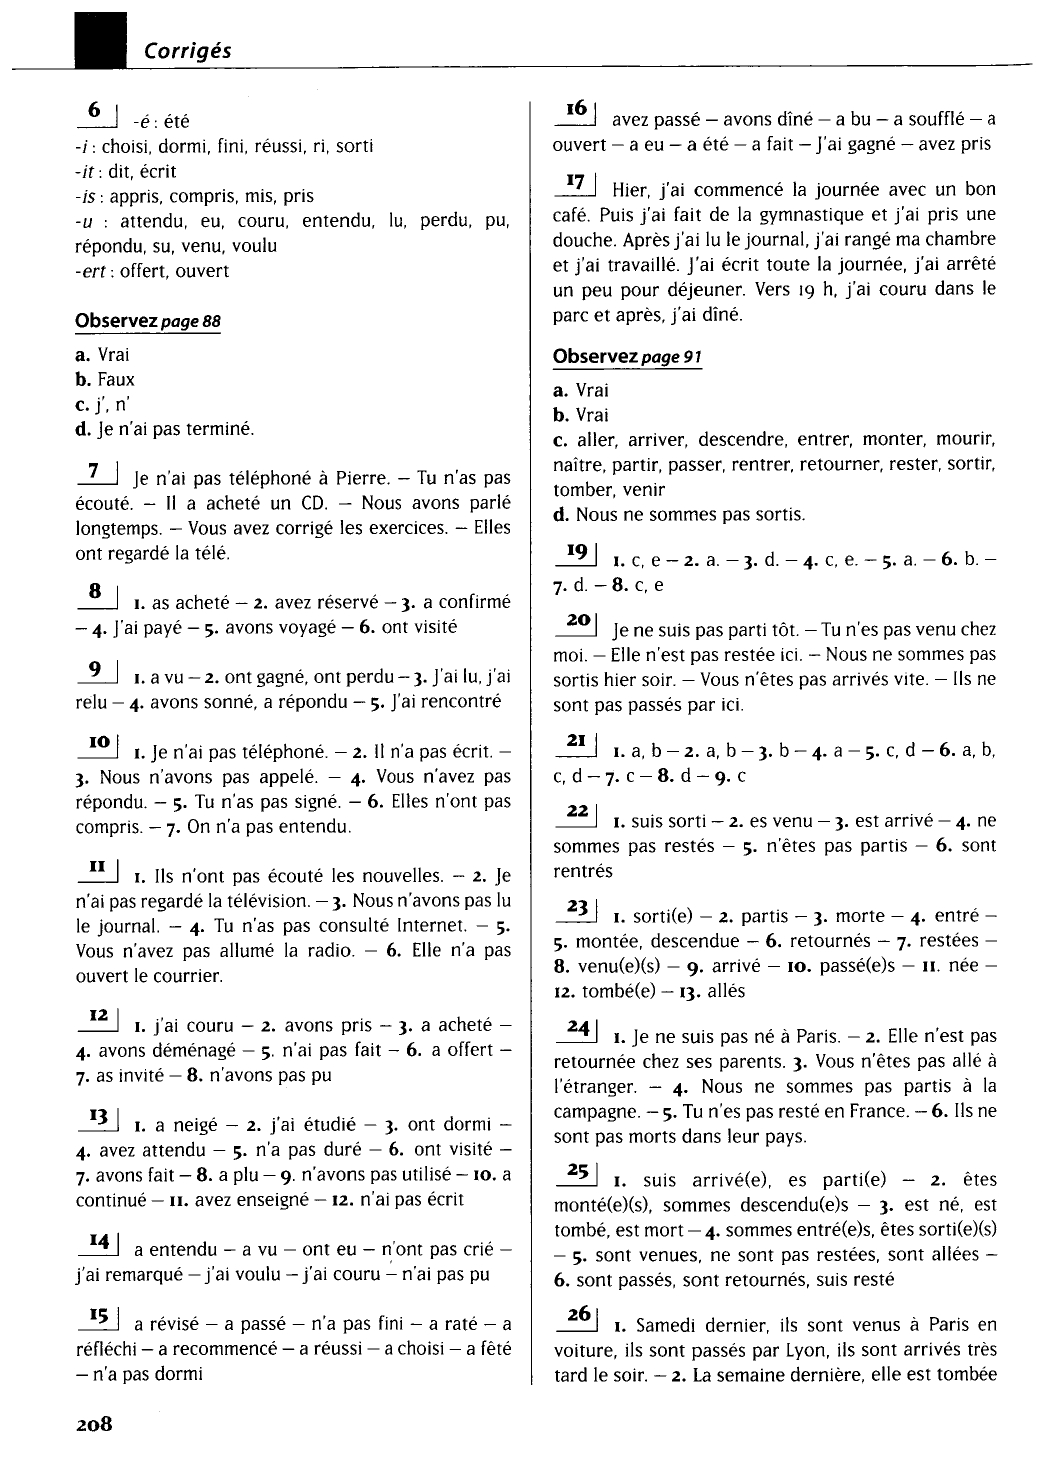 Corrigés
6 -é : été
-i : choisi, dormi, fini, réussi, ri, sorti
-it : dit, écrit
-is : appris, compris, mis, pris
-u : attendu, eu, couru, entendu, lu, perdu, pu,
répondu, su, venu, voulu
-ert : offert, ouvert
Observez page 88
a. Vrai
b. Faux
c. j', n'
d. Je n'ai pas terminé.
7 Je n'ai pas téléphoné à Pierre. – Tu n'as pas
écouté. – Il a acheté un CD. – Nous avons parlé
longtemps. – Vous avez corrigé les exercices. – Elles
ont regardé la télé.
8 1. as acheté – 2. avez réservé – 3. a confirmé
– 4. J'ai payé – 5. avons voyagé – 6. ont visité
9 1. a vu – 2. ont gagné, ont perdu – 3. J'ai lu, j'ai
relu – 4. avons sonné, a répondu – 5. J'ai rencontré
10 1. Je n'ai pas téléphoné. – 2. Il n'a pas écrit. –
3. Nous n'avons pas appelé. – 4. Vous n'avez pas
répondu. – 5. Tu n'as pas signé. – 6. Elles n'ont pas
compris. – 7. On n'a pas entendu.
11 1. Ils n'ont pas écouté les nouvelles. – 2. Je
n'ai pas regardé la télévision. – 3. Nous n'avons pas lu
le journal. – 4. Tu n'as pas consulté Internet. – 5.
Vous n'avez pas allumé la radio. – 6. Elle n'a pas
ouvert le courrier.
12 1. j'ai couru – 2. avons pris – 3. a acheté –
4. avons déménagé – 5. n'ai pas fait – 6. a offert –
7. as invité – 8. n'avons pas pu
13 1. a neigé – 2. j'ai étudié – 3. ont dormi –
4. avez attendu – 5. n'a pas duré – 6. ont visité –
7. avons fait – 8. a plu – 9. n'avons pas utilisé – 10. a
continué – 11. avez enseigné – 12. n'ai pas écrit
14 a entendu – a vu – ont eu – n'ont pas crié –
j'ai remarqué – j'ai voulu – j'ai couru – n'ai pas pu
15 a révisé – a passé – n'a pas fini – a raté – a
réfléchi – a recommencé – a réussi – a choisi – a fêté
– n'a pas dormi
208
16 avez passé – avons dîné – a bu – a soufflé – a
ouvert – a eu – a été – a fait – J'ai gagné – avez pris
17 Hier, j'ai commencé la journée avec un bon
café. Puis j'ai fait de la gymnastique et j'ai pris une
douche. Après j'ai lu le journal, j'ai rangé ma chambre
et j'ai travaillé. J'ai écrit toute la journée, j'ai arrêté
un peu pour déjeuner. Vers 19 h, j'ai couru dans le
parc et après, j'ai dîné.
Observez page 91
a. Vrai
b. Vrai
c. aller, arriver, descendre, entrer, monter, mourir,
naître, partir, passer, rentrer, retourner, rester, sortir,
tomber, venir
d. Nous ne sommes pas sortis.
19 1. c, e – 2. a. – 3. d. – 4. c, e. – 5. a. – 6. b. –
7. d. – 8. c, e
20 Je ne suis pas parti tôt. – Tu n'es pas venu chez
moi. – Elle n'est pas restée ici. – Nous ne sommes pas
sortis hier soir. – Vous n'êtes pas arrivés vite. – Ils ne
sont pas passés par ici.
21 1. a, b – 2. a, b – 3. b – 4. a – 5. c, d – 6. a, b,
c, d – 7. c – 8. d – 9. c
22 1. suis sorti – 2. es venu – 3. est arrivé – 4. ne
sommes pas restés – 5. n'êtes pas partis – 6. sont
rentrés
23 1. sorti(e) – 2. partis – 3. morte – 4. entré –
5. montée, descendue – 6. retournés – 7. restées –
8. venu(e)(s) – 9. arrivé – 10. passé(e)s – 11. née –
12. tombé(e) – 13. allés
24 1. Je ne suis pas né à Paris. – 2. Elle n'est pas
retournée chez ses parents. 3. Vous n'êtes pas allé à
l'étranger. – 4. Nous ne sommes pas partis à la
campagne. – 5. Tu n'es pas resté en France. – 6. Ils ne
sont pas morts dans leur pays.
25 1. suis arrivé(e), es parti(e) – 2. êtes
monté(e)(s), sommes descendu(e)s – 3. est né, est
tombé, est mort – 4. sommes entré(e)s, êtes sorti(e)(s)
– 5. sont venues, ne sont pas restées, sont allées –
6. sont passés, sont retournés, suis resté
26 1. Samedi dernier, ils sont venus à Paris en
voiture, ils sont passés par Lyon, ils sont arrivés très
tard le soir. – 2. La semaine dernière, elle est tombée